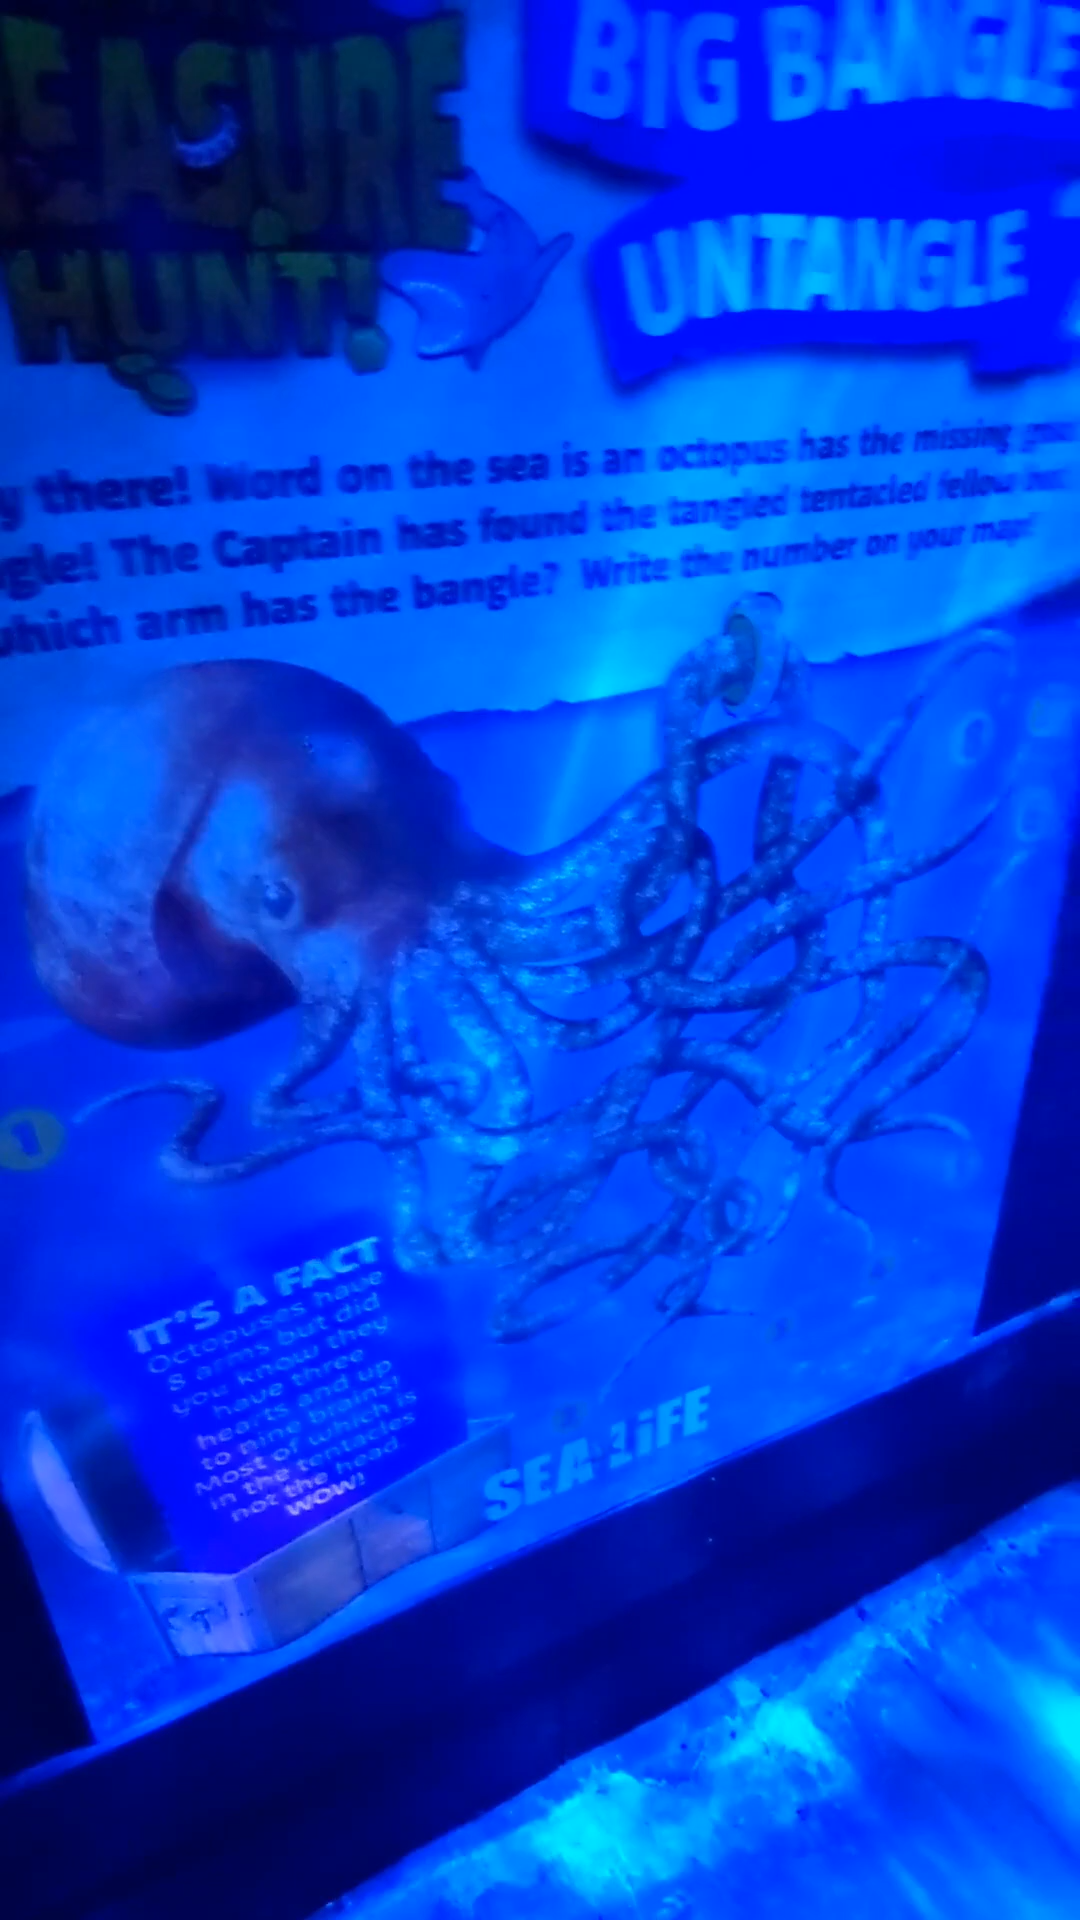 EASURE
HUNT!
BIG BANGLE
UNTANGLE
y there! Word on the sea is an octopus has the missing
gle! The Captain has found the tangled tentacled fellow but
which arm has the bangle? Write the number on your map!
1
IT'S A FACT
Octopuses have
8 arms but did
you know they
have three
hearts and up
to nine brains!
Most of which is
in the tentacles
not the head.
WOW!
SEA LiFE